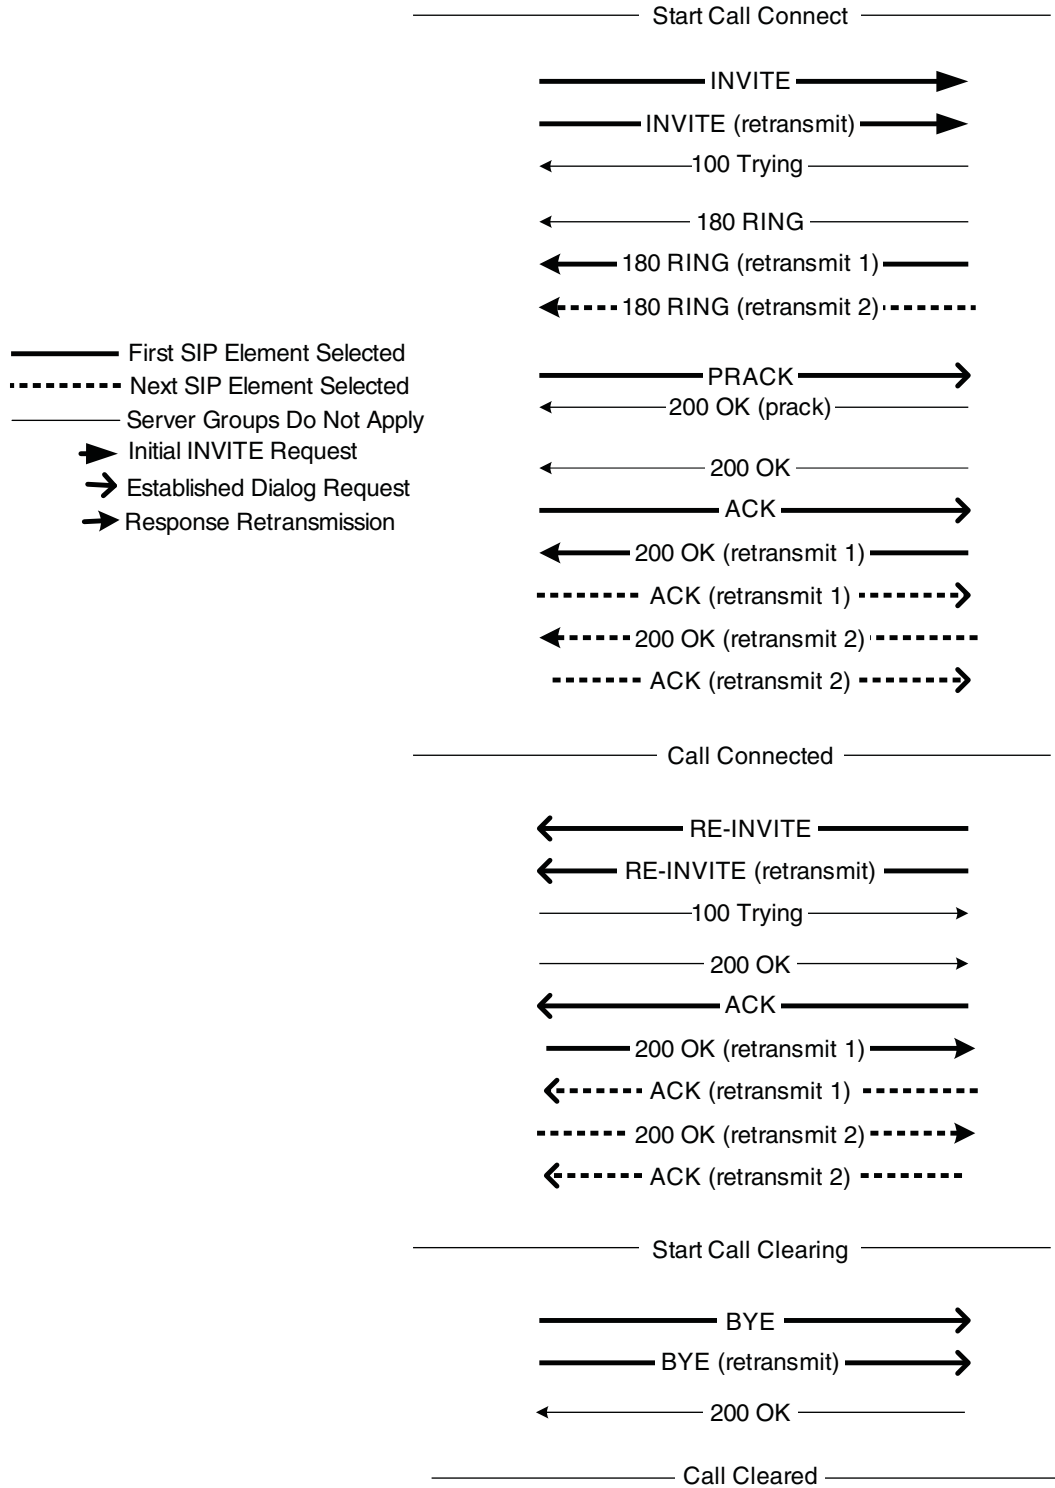 Start Call Connect
INVITE
INVITE (retransmit)
100 Trying
180 RING
180 RING (retransmit 1)
180 RING (retransmit 2)
First SIP Element Selected
Next SIP Element Selected
Server Groups Do Not Apply
Initial INVITE Request
Established Dialog Request
Response Retransmission
PRACK
200 OK (prack)
200 OK
ACK
200 OK (retransmit 1)
ACK (retransmit 1)
200 OK (retransmit 2)
ACK (retransmit 2)
Call Connected
RE-INVITE
RE-INVITE (retransmit)
100 Trying
200 OK
ACK
200 OK (retransmit 1)
ACK (retransmit 1)
200 OK (retransmit 2)
ACK (retransmit 2)
Start Call Clearing
BYE
BYE (retransmit)
200 OK
Call Cleared